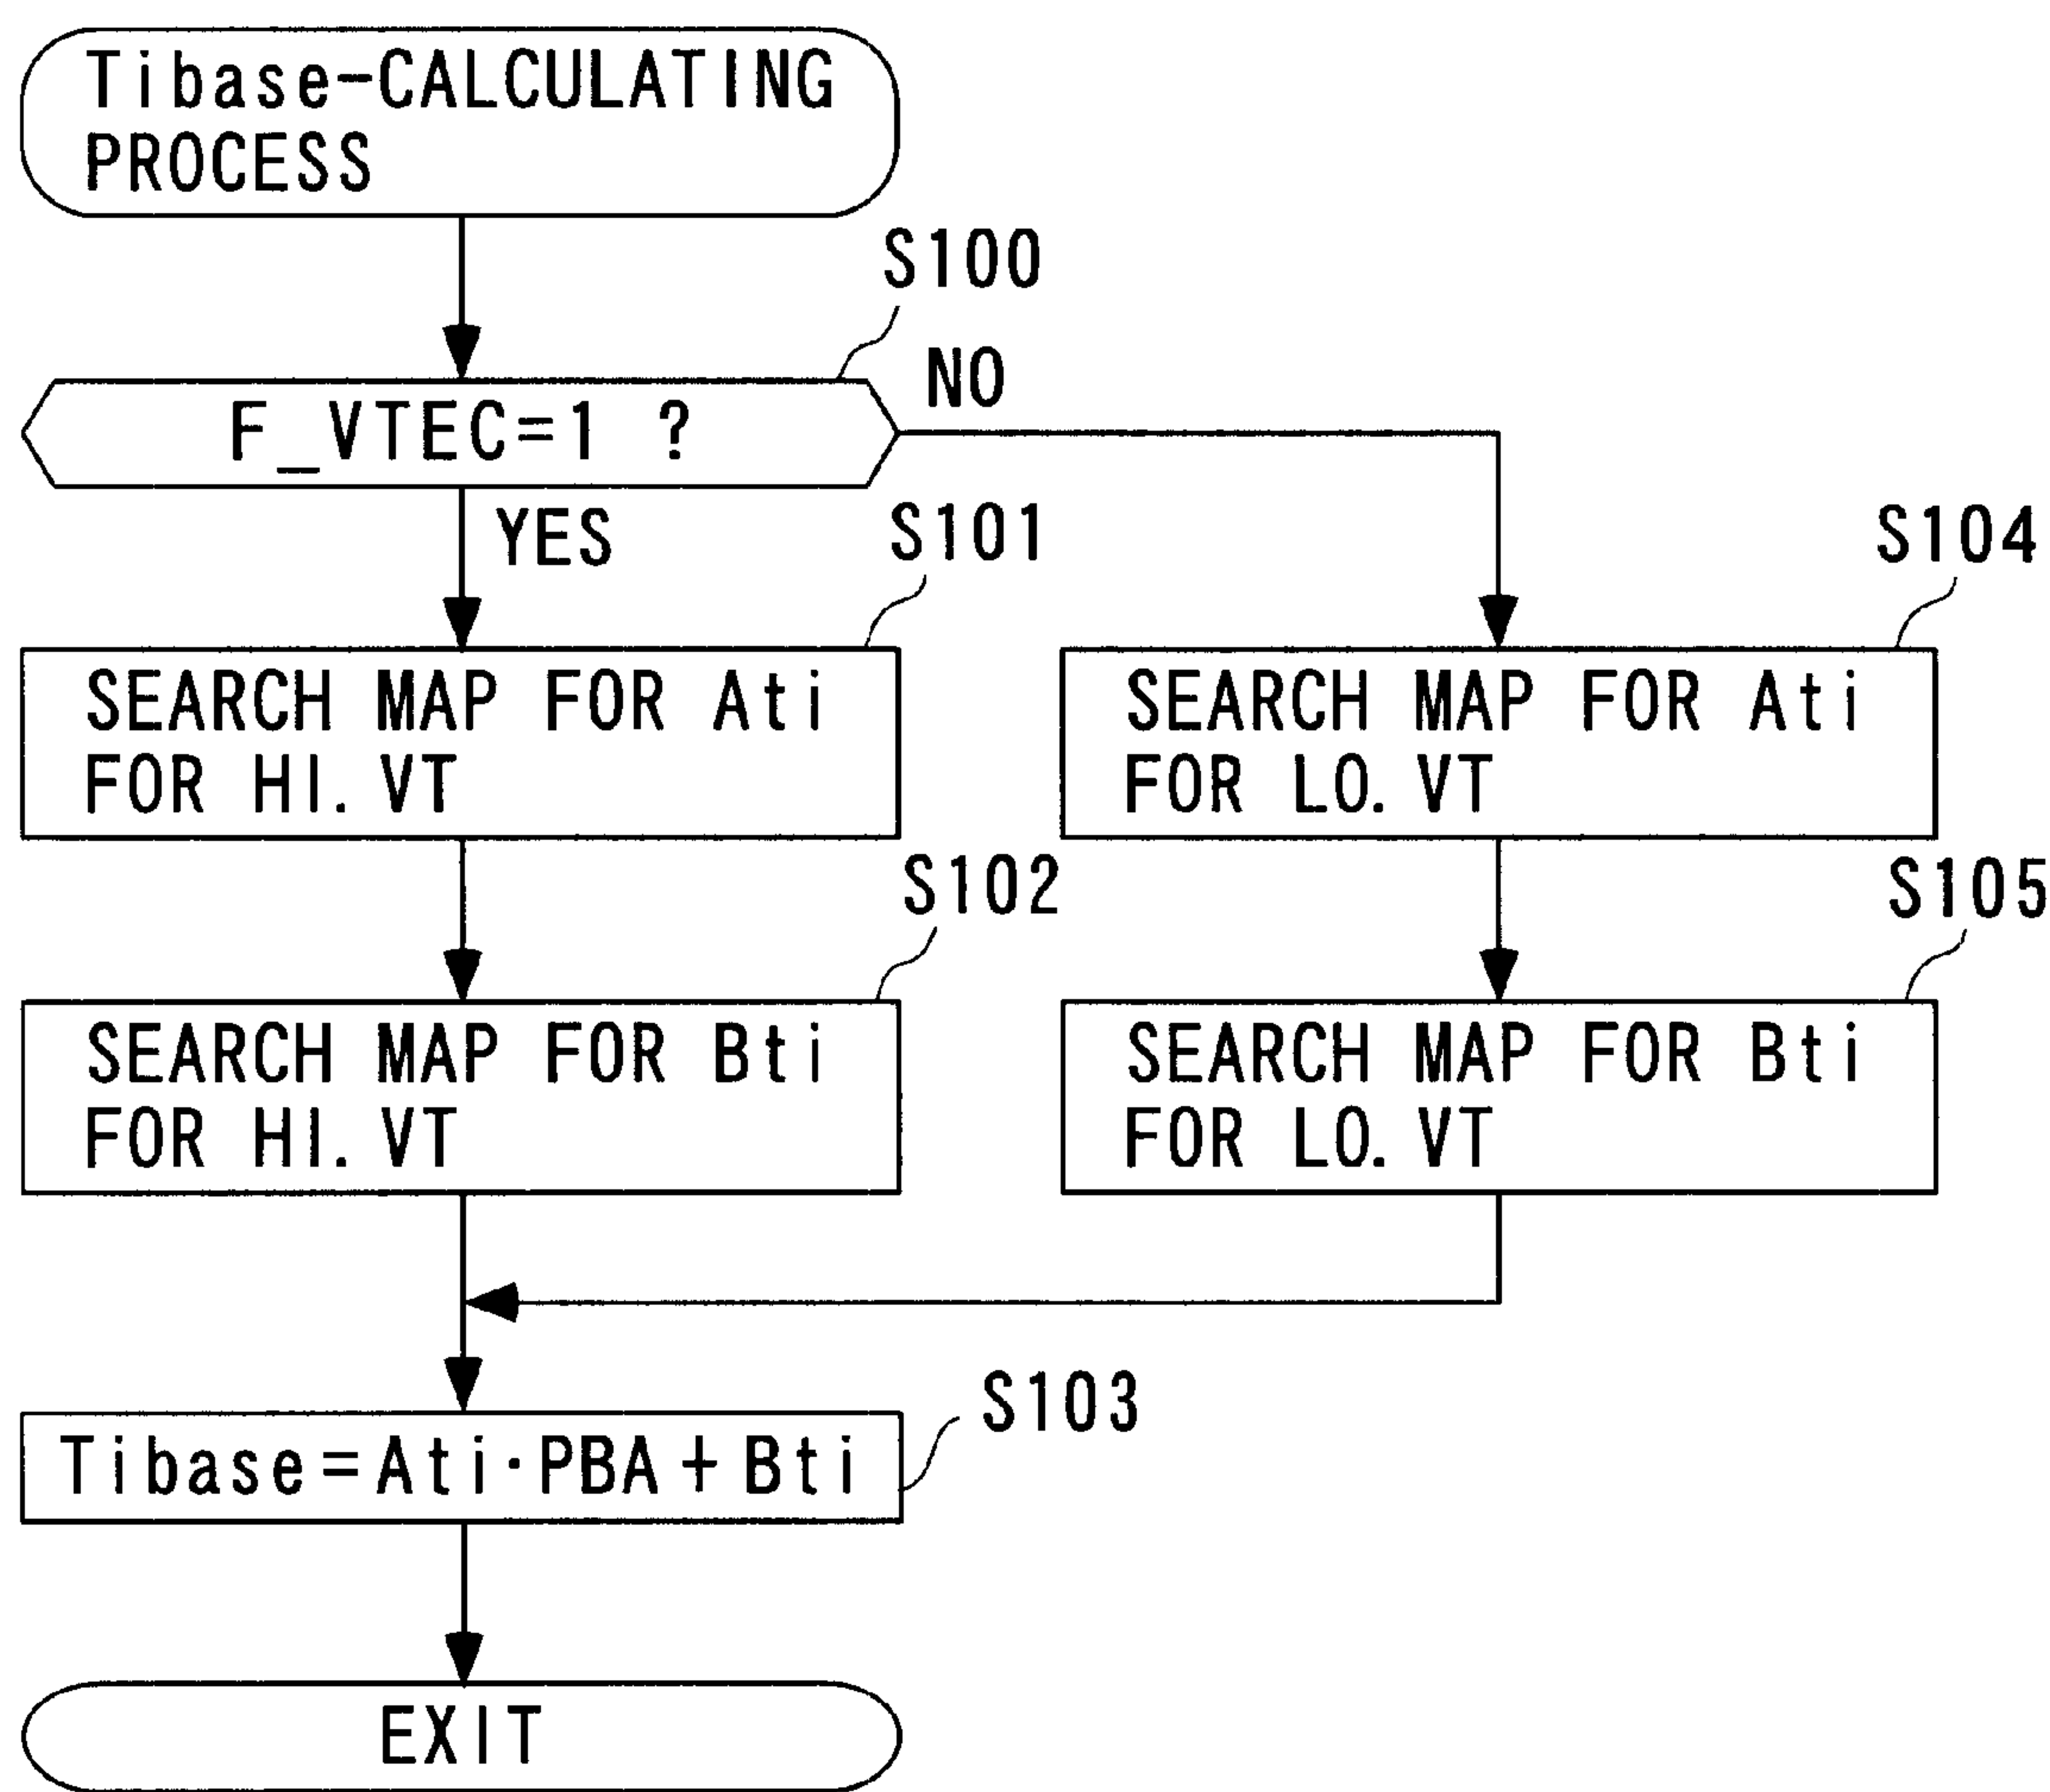 Tibase-CALCULATING
PROCESS
S100
F_VTEC=1 ?
NO
YES
S101
SEARCH MAP FOR Ati
FOR HI. VT
S104
SEARCH MAP FOR Ati
FOR LO. VT
S102
SEARCH MAP FOR Bti
FOR HI. VT
S105
SEARCH MAP FOR Bti
FOR LO. VT
S103
Tibase=Ati·PBA+Bti
EXIT